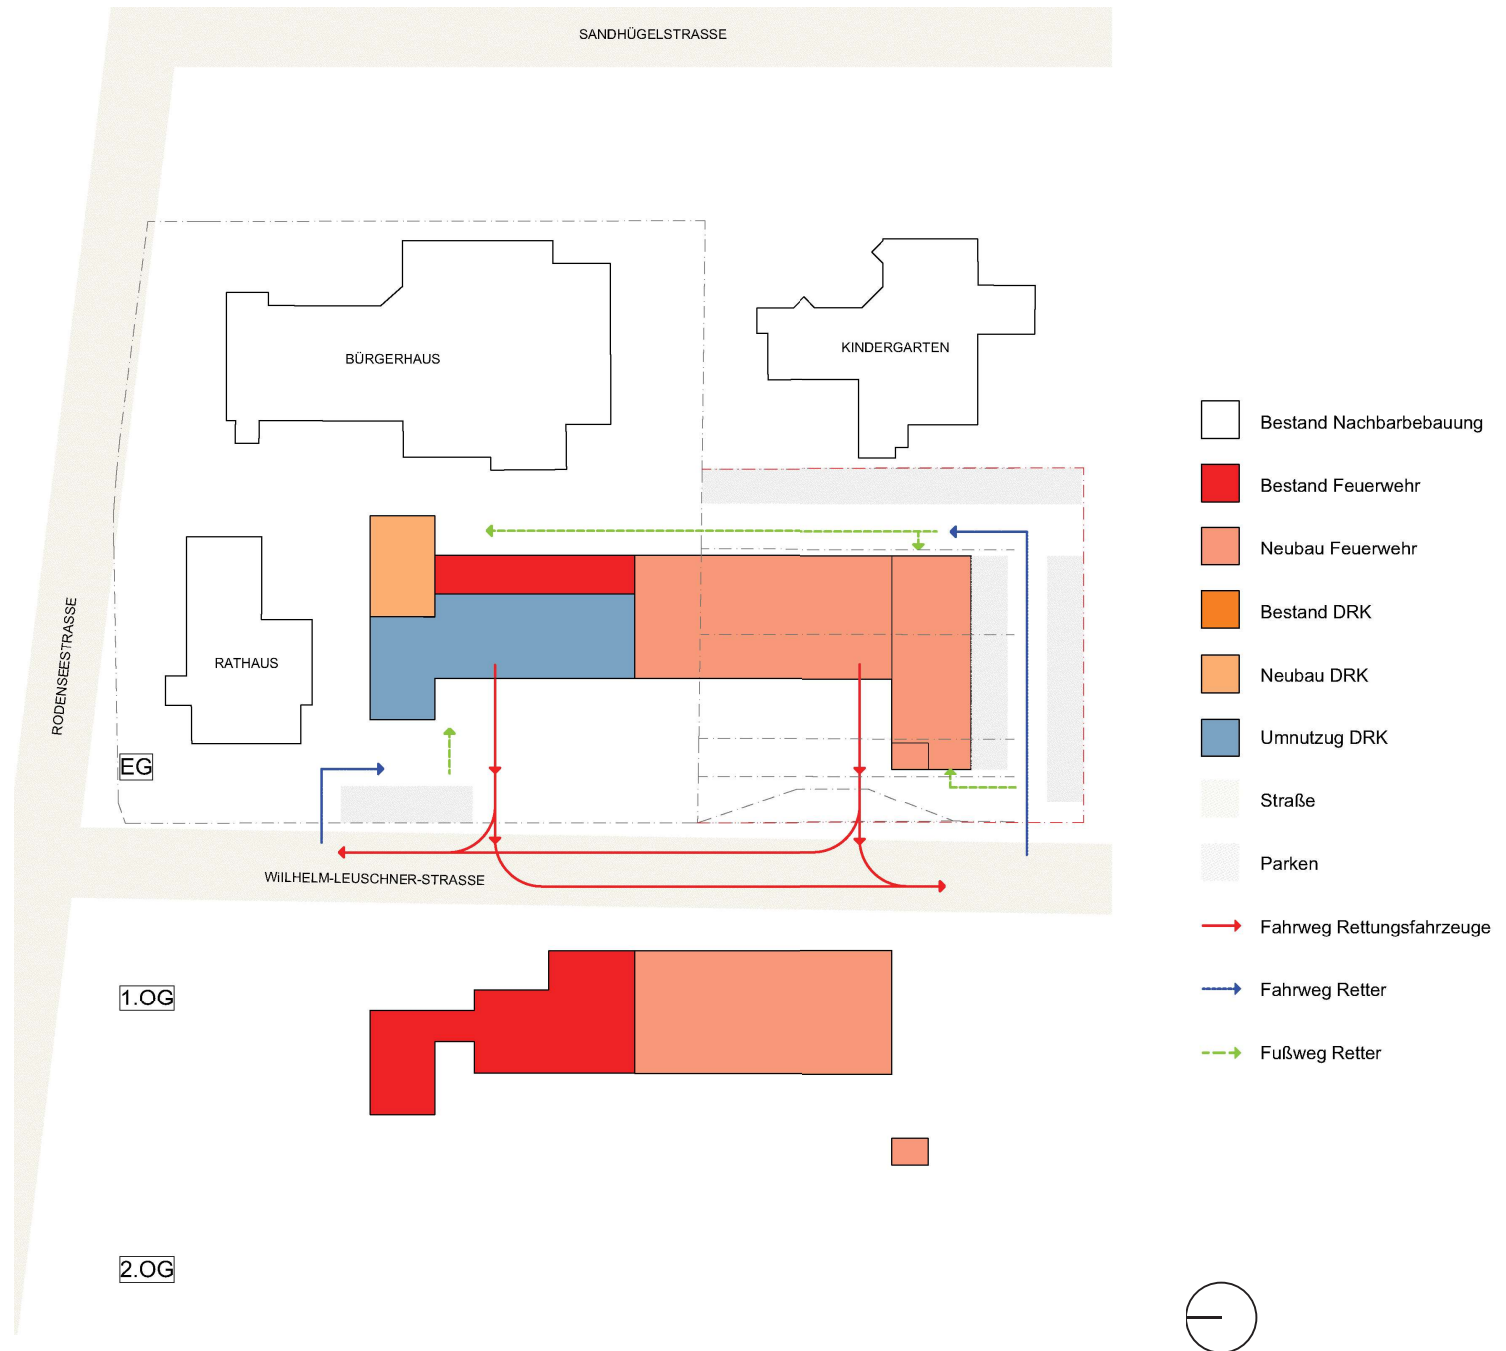 SANDHÜGELSTRASSE
BÜRGERHAUS
KINDERGARTEN
RATHAUS
RODENSEESTRASSE
EG
WIILHELM-LEUSCHNER-STRASSE
1.OG
2.OG
Bestand Nachbarbebauung
Bestand Feuerwehr
Neubau Feuerwehr
Bestand DRK
Neubau DRK
Umnutzug DRK
Straße
Parken
Fahrweg Rettungsfahrzeuge
Fahrweg Retter
Fußweg Retter